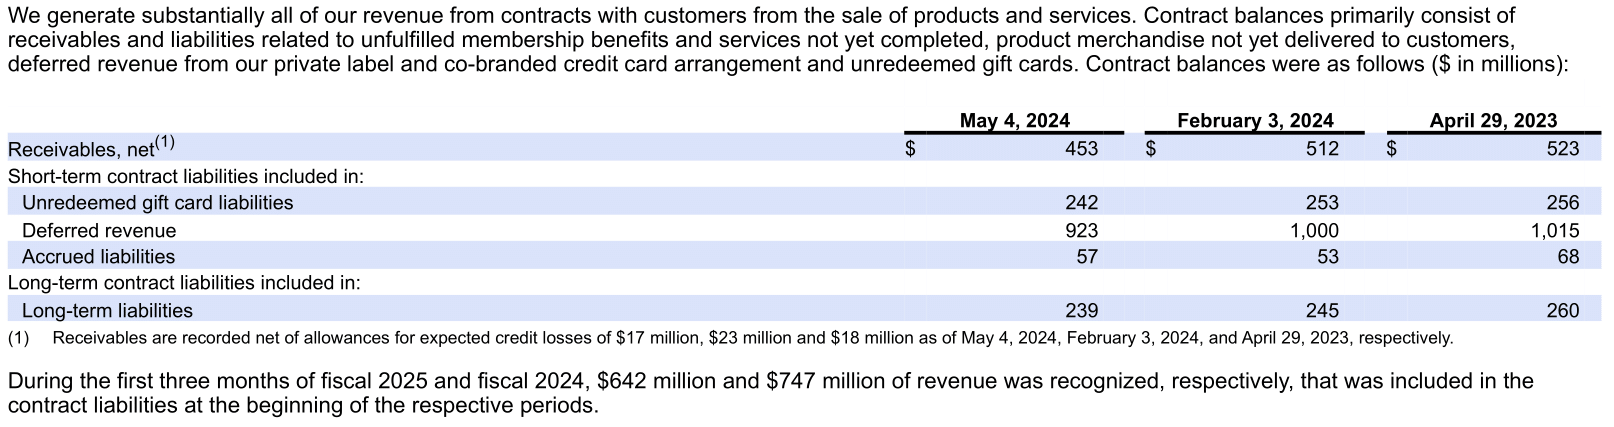 We generate substantially all of our revenue from contracts with customers from the sale of products and services. Contract balances primarily consist of
receivables and liabilities related to unfulfilled membership benefits and services not yet completed, product merchandise not yet delivered to customers,
deferred revenue from our private label and co-branded credit card arrangement and unredeemed gift cards. Contract balances were as follows ($ in millions):
May 4, 2024 February 3, 2024 April 29, 2023
Receivables, net(1) $ 453 $ 512 $ 523
Short-term contract liabilities included in:
Unredeemed gift card liabilities 242 253 256
Deferred revenue 923 1,000 1,015
Accrued liabilities 57 53 68
Long-term contract liabilities included in:
Long-term liabilities 239 245 260
(1) Receivables are recorded net of allowances for expected credit losses of $17 million, $23 million and $18 million as of May 4, 2024, February 3, 2024, and April 29, 2023, respectively.
During the first three months of fiscal 2025 and fiscal 2024, $642 million and $747 million of revenue was recognized, respectively, that was included in the
contract liabilities at the beginning of the respective periods.